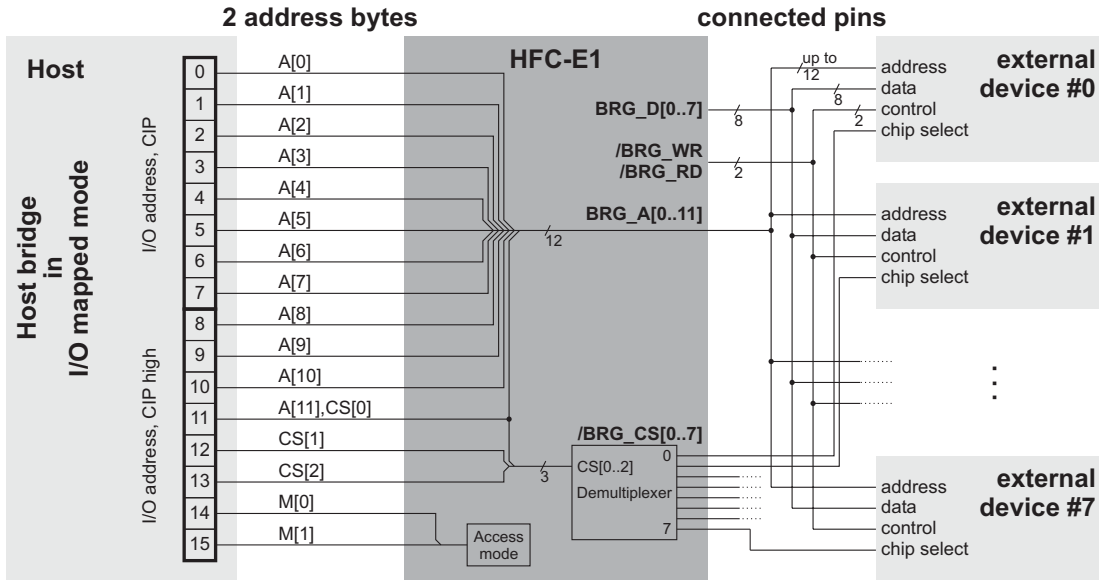 2 address bytes
connected pins
Host
HFC-E1
Host bridge
in
I/O mapped mode
I/O address, CIP
I/O address, CIP high
0
1
2
3
4
5
6
7
8
9
10
11
12
13
14
15
A[0]
A[1]
A[2]
A[3]
A[4]
A[5]
A[6]
A[7]
A[8]
A[9]
A[10]
A[11],CS[0]
CS[1]
CS[2]
M[0]
M[1]
Access
mode
12
3
BRG_D[0..7]
8
/BRG_WR
/BRG_RD
2
BRG_A[0..11]
/BRG_CS[0..7]
CS[0..2]
Demultiplexer
0
7
up to
12
8
2
address
data
control
chip select
external
device #0
address
data
control
chip select
external
device #1
address
data
control
chip select
external
device #7